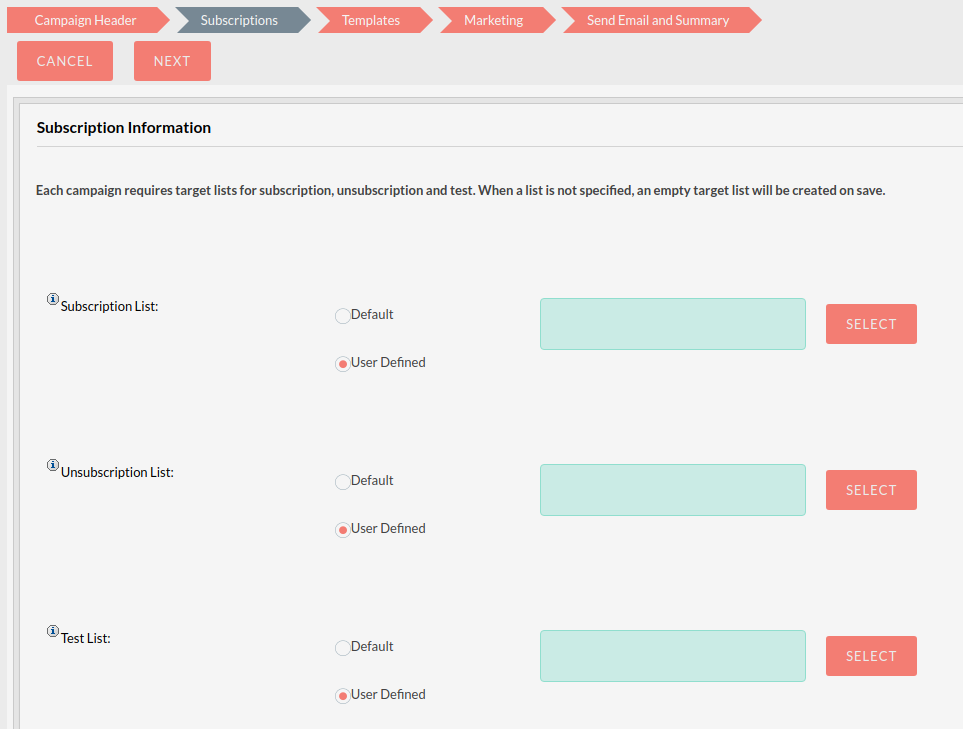 Campaign Header Subscriptions Templates Marketing Send Email and Summary
CANCEL NEXT
Subscription Information
Each campaign requires target lists for subscription, unsubscription and test. When a list is not specified, an empty target list will be created on save.
Subscription List:
Default
SELECT
User Defined
Unsubscription List:
Default
SELECT
User Defined
Test List:
Default
SELECT
User Defined